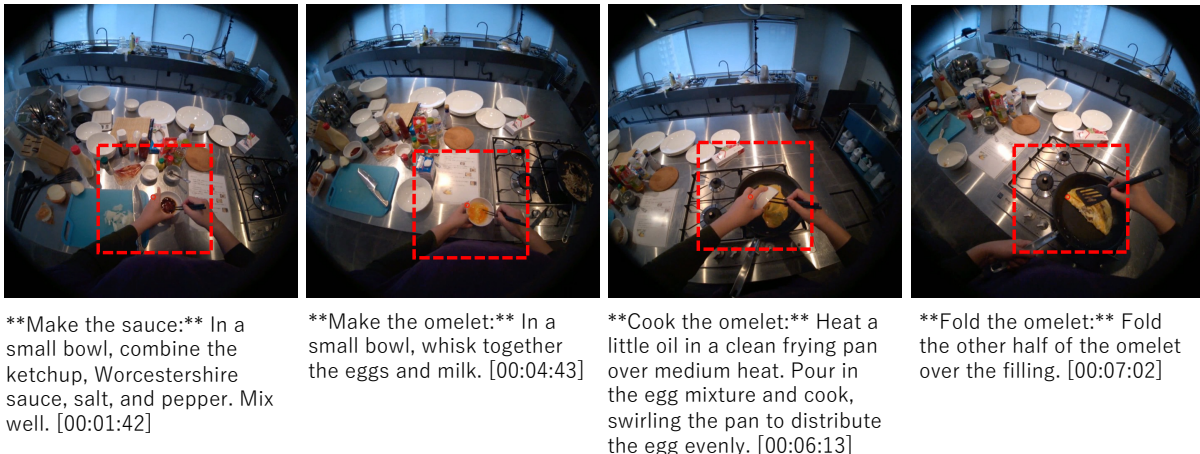 **Make the sauce:** In a
small bowl, combine the
ketchup, Worcestershire
sauce, salt, and pepper. Mix
well. [00:01:42]
**Make the omelet:** In a
small bowl, whisk together
the eggs and milk. [00:04:43]
**Cook the omelet:** Heat a
little oil in a clean frying pan
over medium heat. Pour in
the egg mixture and cook,
swirling the pan to distribute
the egg evenly. [00:06:13]
**Fold the omelet:** Fold
the other half of the omelet
over the filling. [00:07:02]